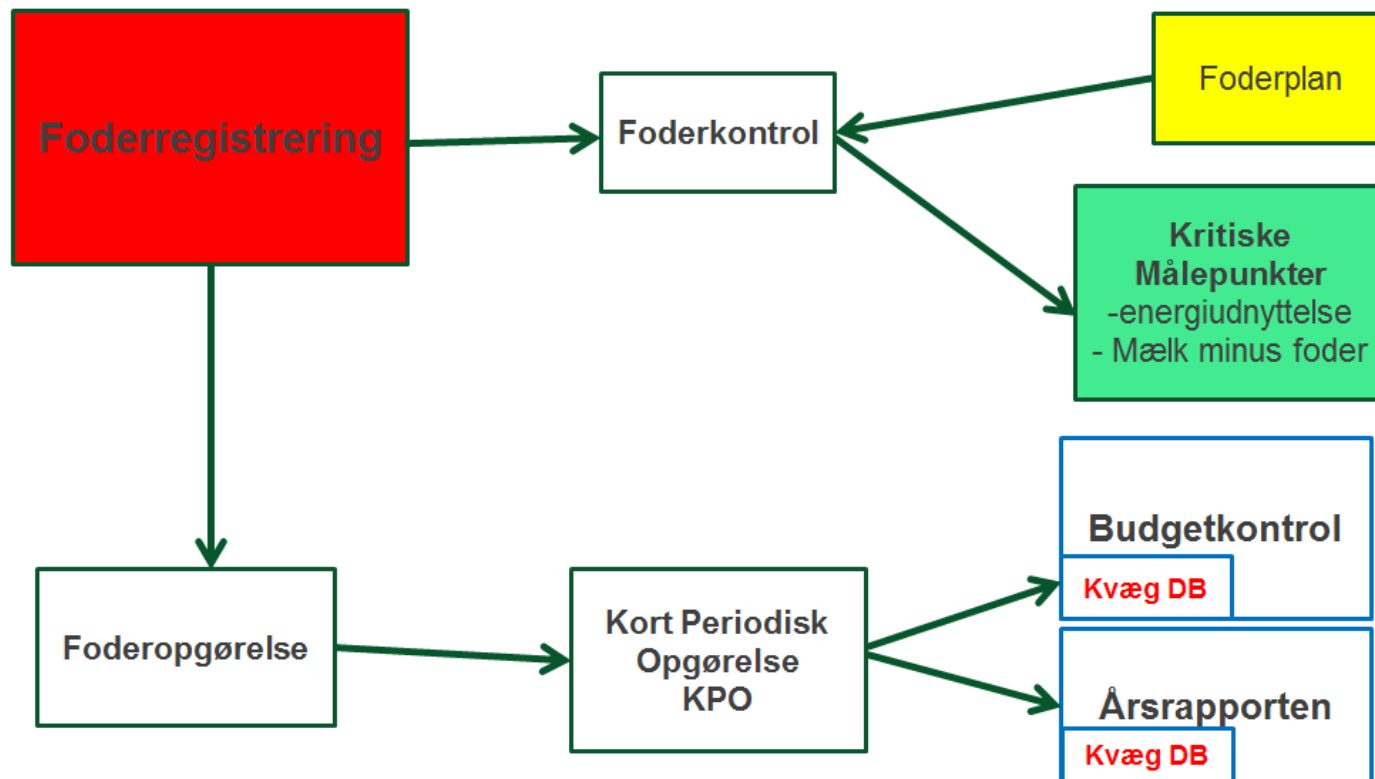 Foderregistrering
Foderkontrol
Foderplan
Kritiske
Målepunkter
-energiudnyttelse
- Mælk minus foder
Foderopgørelse
Kort Periodisk
Opgørelse
KPO
Budgetkontrol
Kvæg DB
Årsrapporten
Kvæg DB